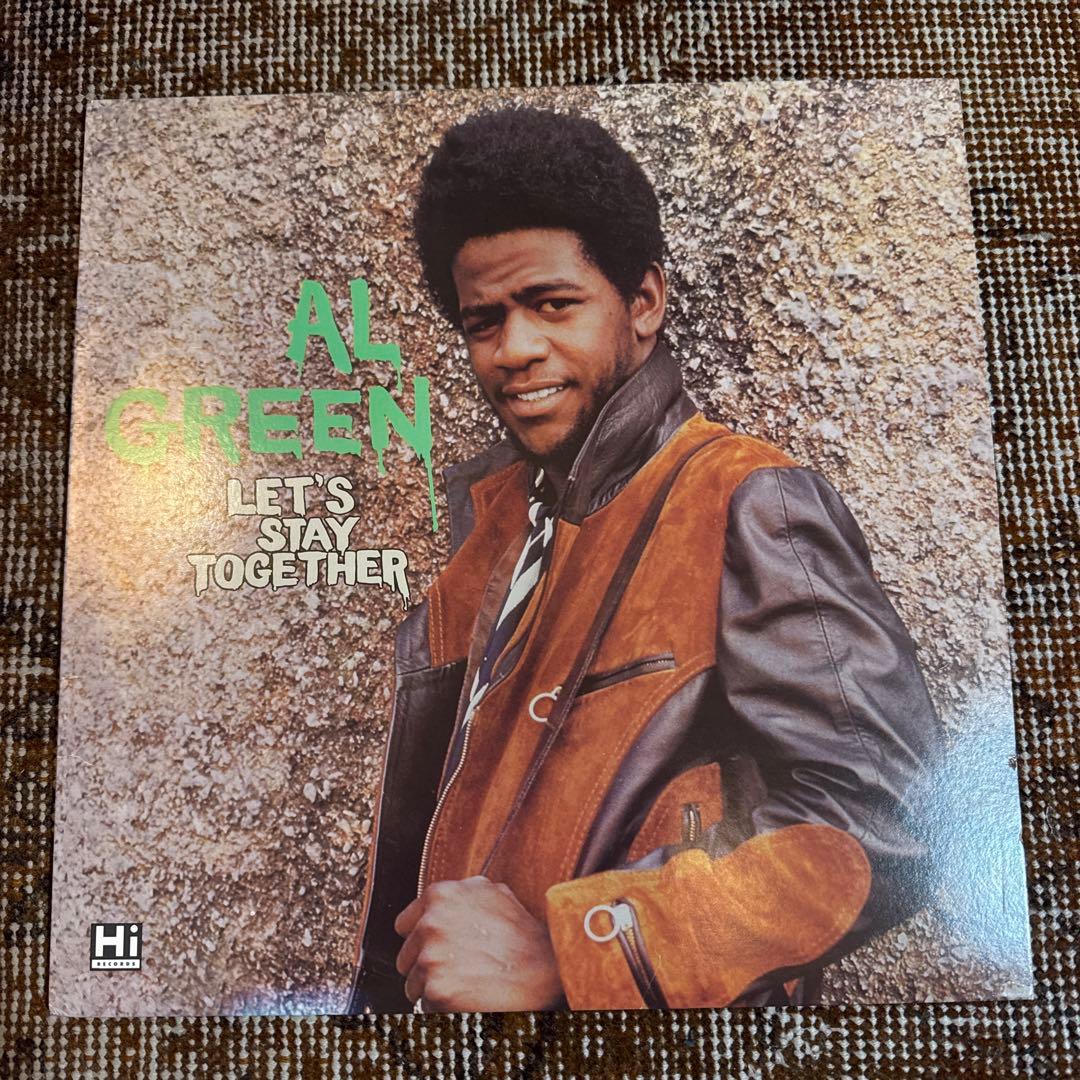 AL
GREEN
LET'S
STAY
TOGETHER
Hi
RECORDS